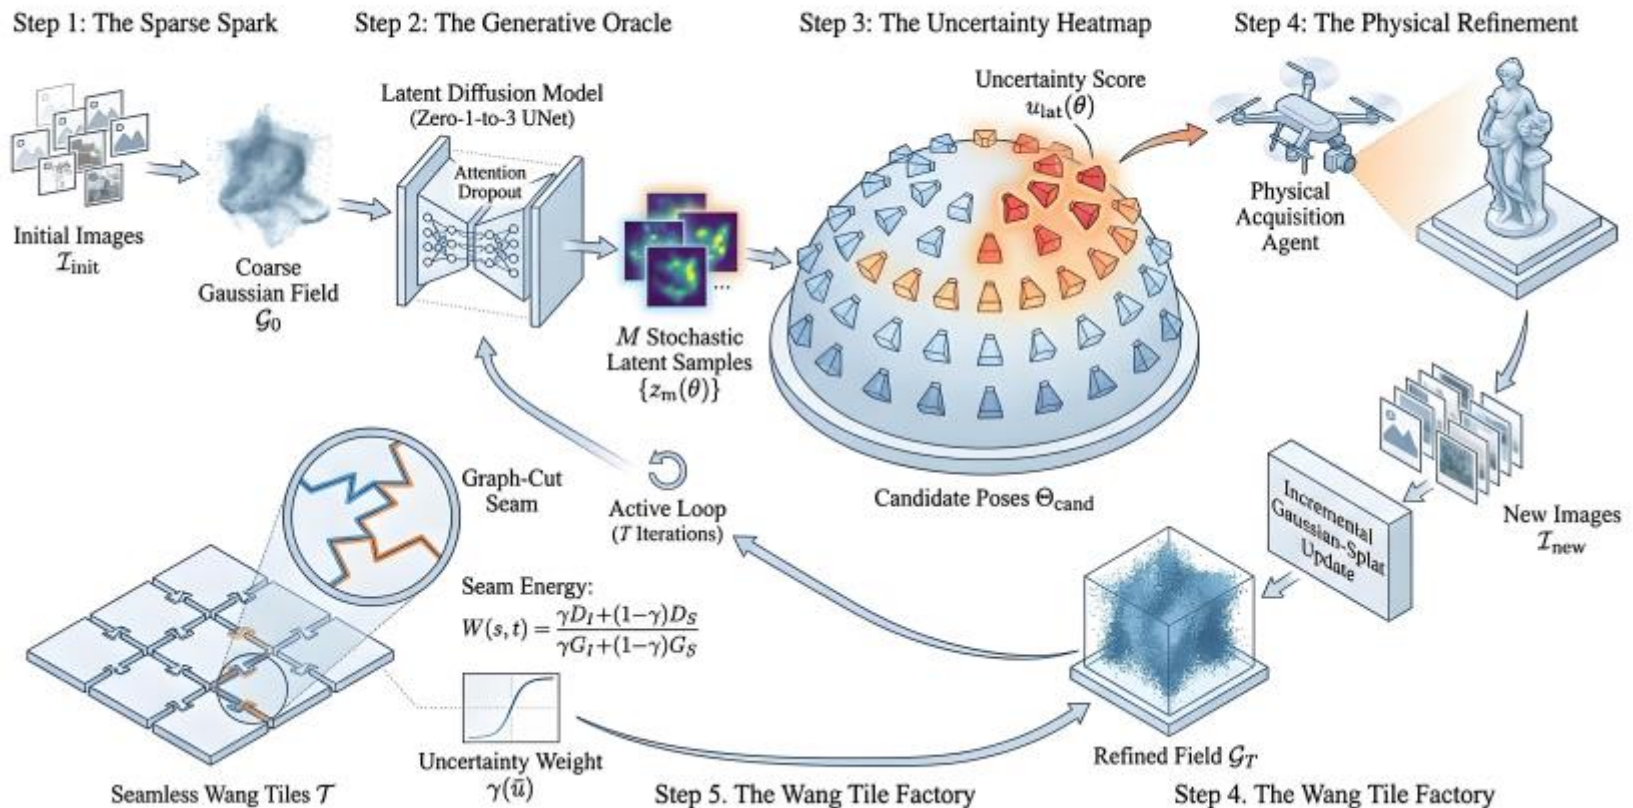 Step 1: The Sparse Spark
Step 2: The Generative Oracle
Step 3: The Uncertainty Heatmap
Step 4: The Physical Refinement
Initial Images
𝓘_init
Coarse
Gaussian Field
𝒢₀
Latent Diffusion Model
(Zero-1-to-3 UNet)
Attention
Dropout
M Stochastic
Latent Samples
{z_m(θ)}
...
Uncertainty Score
u_lat(θ)
Candidate Poses Θ_cand
Physical
Acquisition
Agent
New Images
𝓘_new
Incremental
Gaussian-Splat
Update
Refined Field 𝒢_T
Active Loop
(T Iterations)
Graph-Cut
Seam
Seam Energy:
W(s, t) = (γD_I+(1−γ)D_S)/(γG_I+(1−γ)G_S)
Uncertainty Weight
γ(ū)
Seamless Wang Tiles 𝒯
Step 5. The Wang Tile Factory
Step 4. The Wang Tile Factory